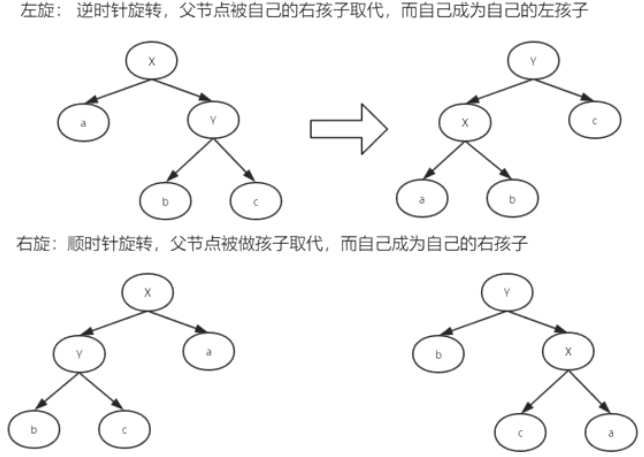 左旋： 逆时针旋转，父节点被自己的右孩子取代，而自己成为自己的左孩子
X Y
a Y X c
b c a b
右旋：顺时针旋转，父节点被做孩子取代，而自己成为自己的右孩子
X Y
Y a b X
b c c a